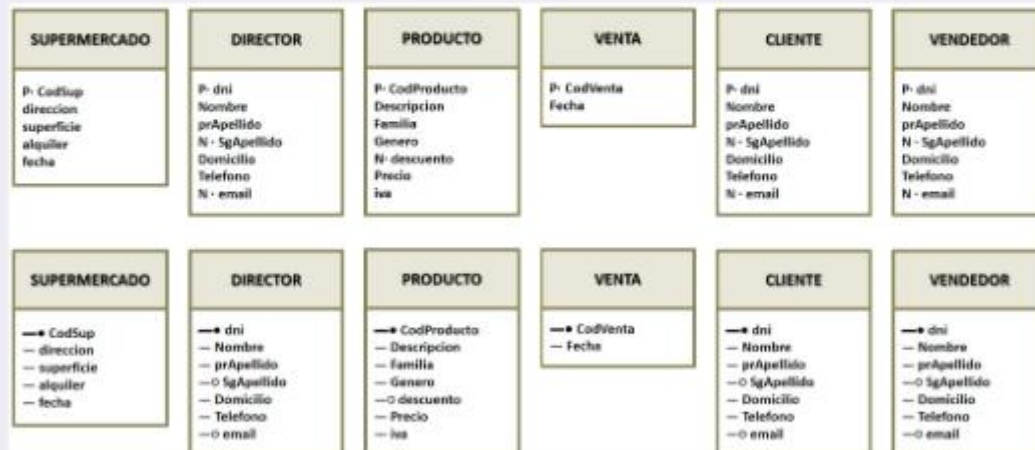 SUPERMERCADO
P- CodSup
direccion
superficie
alquiler
fecha
DIRECTOR
P- dni
Nombre
prApellido
N - SgApellido
Domicilio
Telefono
N - email
PRODUCTO
P- CodProducto
Descripcion
Familia
Genero
N- descuento
Precio
iva
VENTA
P- CodVenta
Fecha
CLIENTE
P- dni
Nombre
prApellido
N - SgApellido
Domicilio
Telefono
N - email
VENDEDOR
P- dni
Nombre
prApellido
N - SgApellido
Domicilio
Telefono
N - email
SUPERMERCADO
CodSup
direccion
superficie
alquiler
fecha
DIRECTOR
dni
Nombre
prApellido
SgApellido
Domicilio
Telefono
email
PRODUCTO
CodProducto
Descripcion
Familia
Genero
descuento
Precio
iva
VENTA
CodVenta
Fecha
CLIENTE
dni
Nombre
prApellido
SgApellido
Domicilio
Telefono
email
VENDEDOR
dni
Nombre
prApellido
SgApellido
Domicilio
Telefono
email